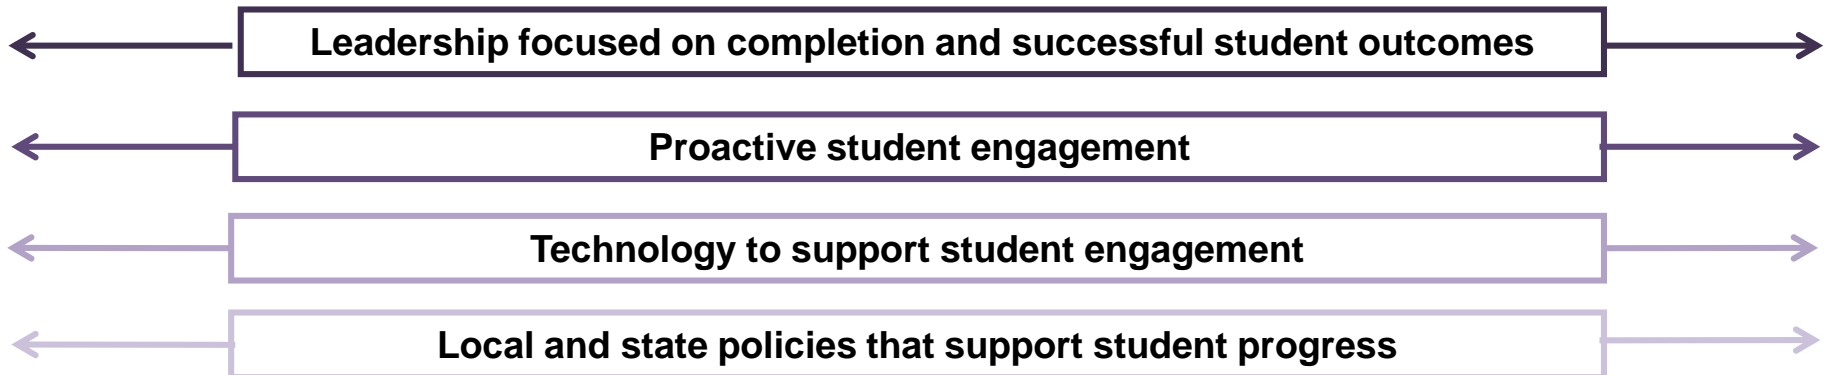 Leadership focused on completion and successful student outcomes
Proactive student engagement
Technology to support student engagement
Local and state policies that support student progress